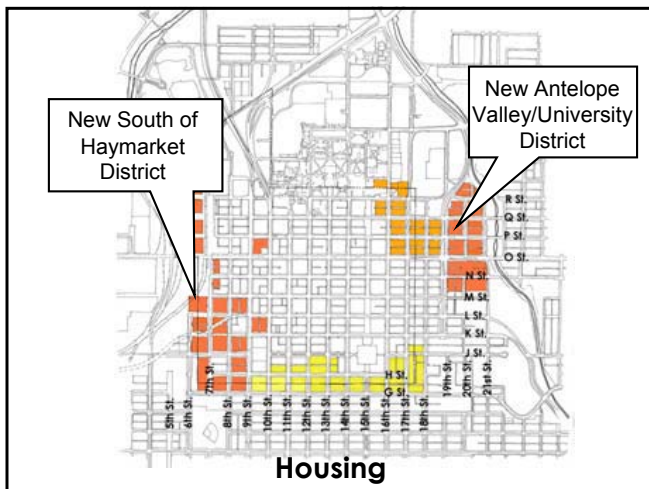 New South of
Haymarket
District
New Antelope
Valley/University
District
R St.
Q St.
P St.
O St.
N St.
M St.
L St.
K St.
J St.
H St.
G St.
5th St.
6th St.
7th St.
8th St.
9th St.
10th St.
11th St.
12th St.
13th St.
14th St.
15th St.
16th St.
17th St.
18th St.
19th St.
20th St.
21st St.
Housing